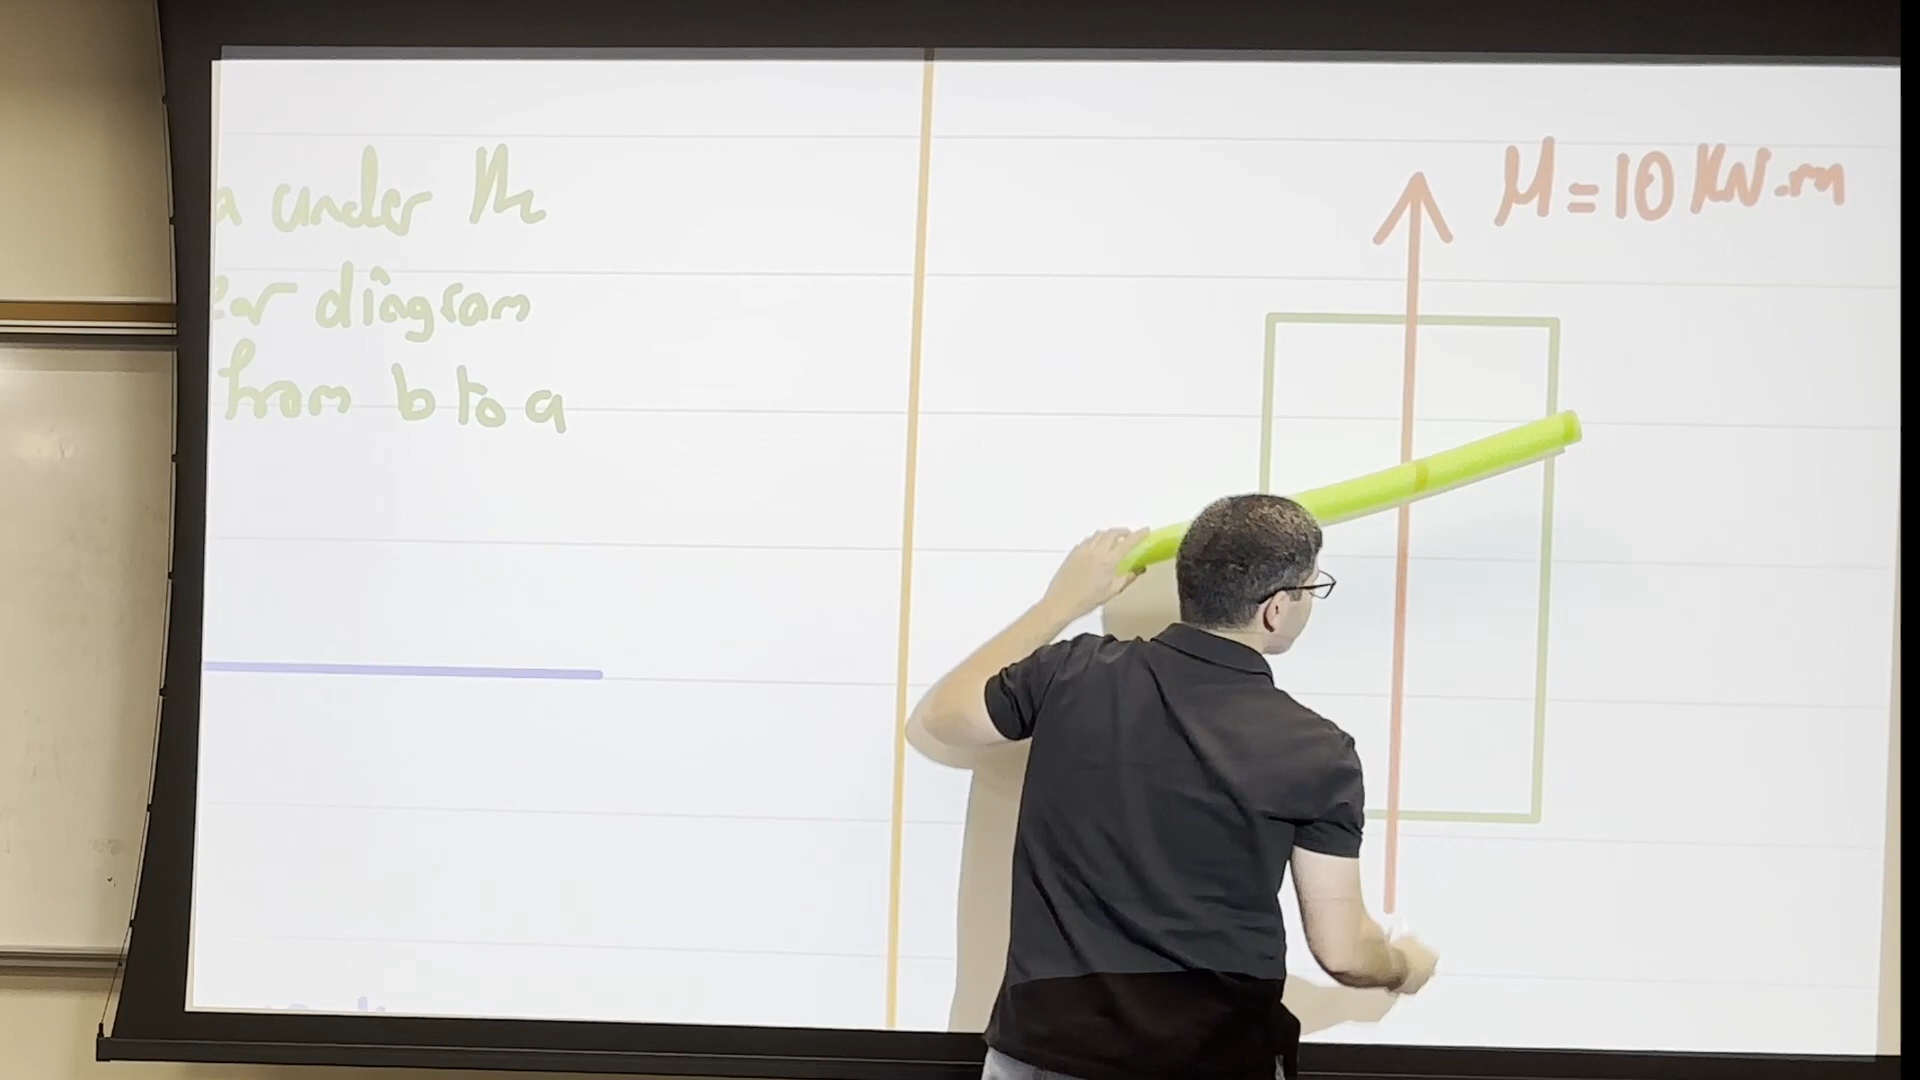 a under the
ear diagram
from b to a
M = 10 KN.m